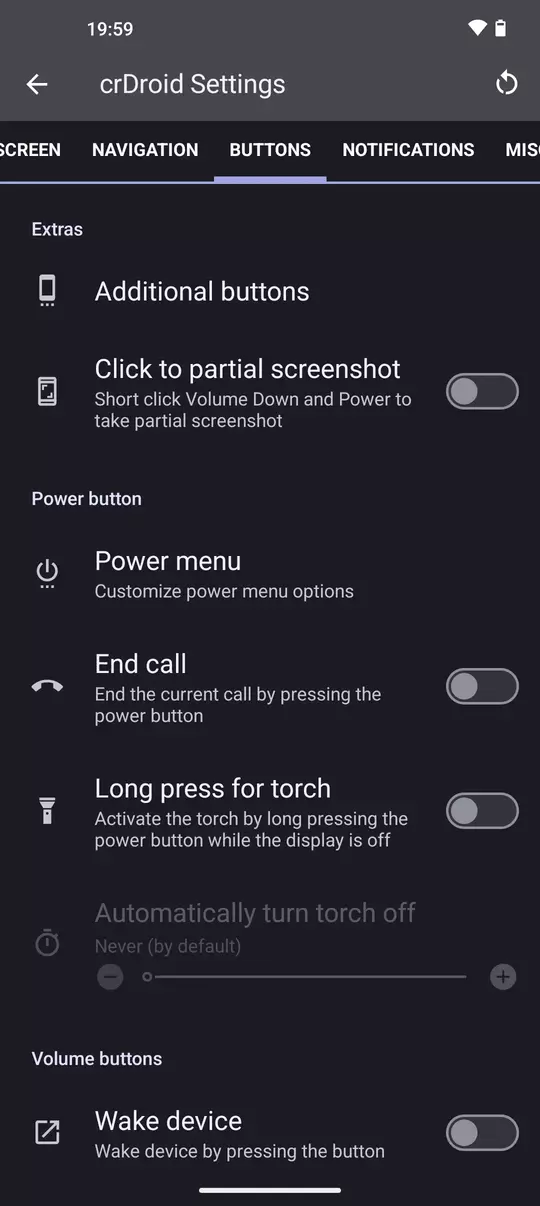 19:59
crDroid Settings
SCREEN NAVIGATION BUTTONS NOTIFICATIONS MISC
Extras
Additional buttons
Click to partial screenshot
Short click Volume Down and Power to
take partial screenshot
Power button
Power menu
Customize power menu options
End call
End the current call by pressing the
power button
Long press for torch
Activate the torch by long pressing the
power button while the display is off
Automatically turn torch off
Never (by default)
Volume buttons
Wake device
Wake device by pressing the button